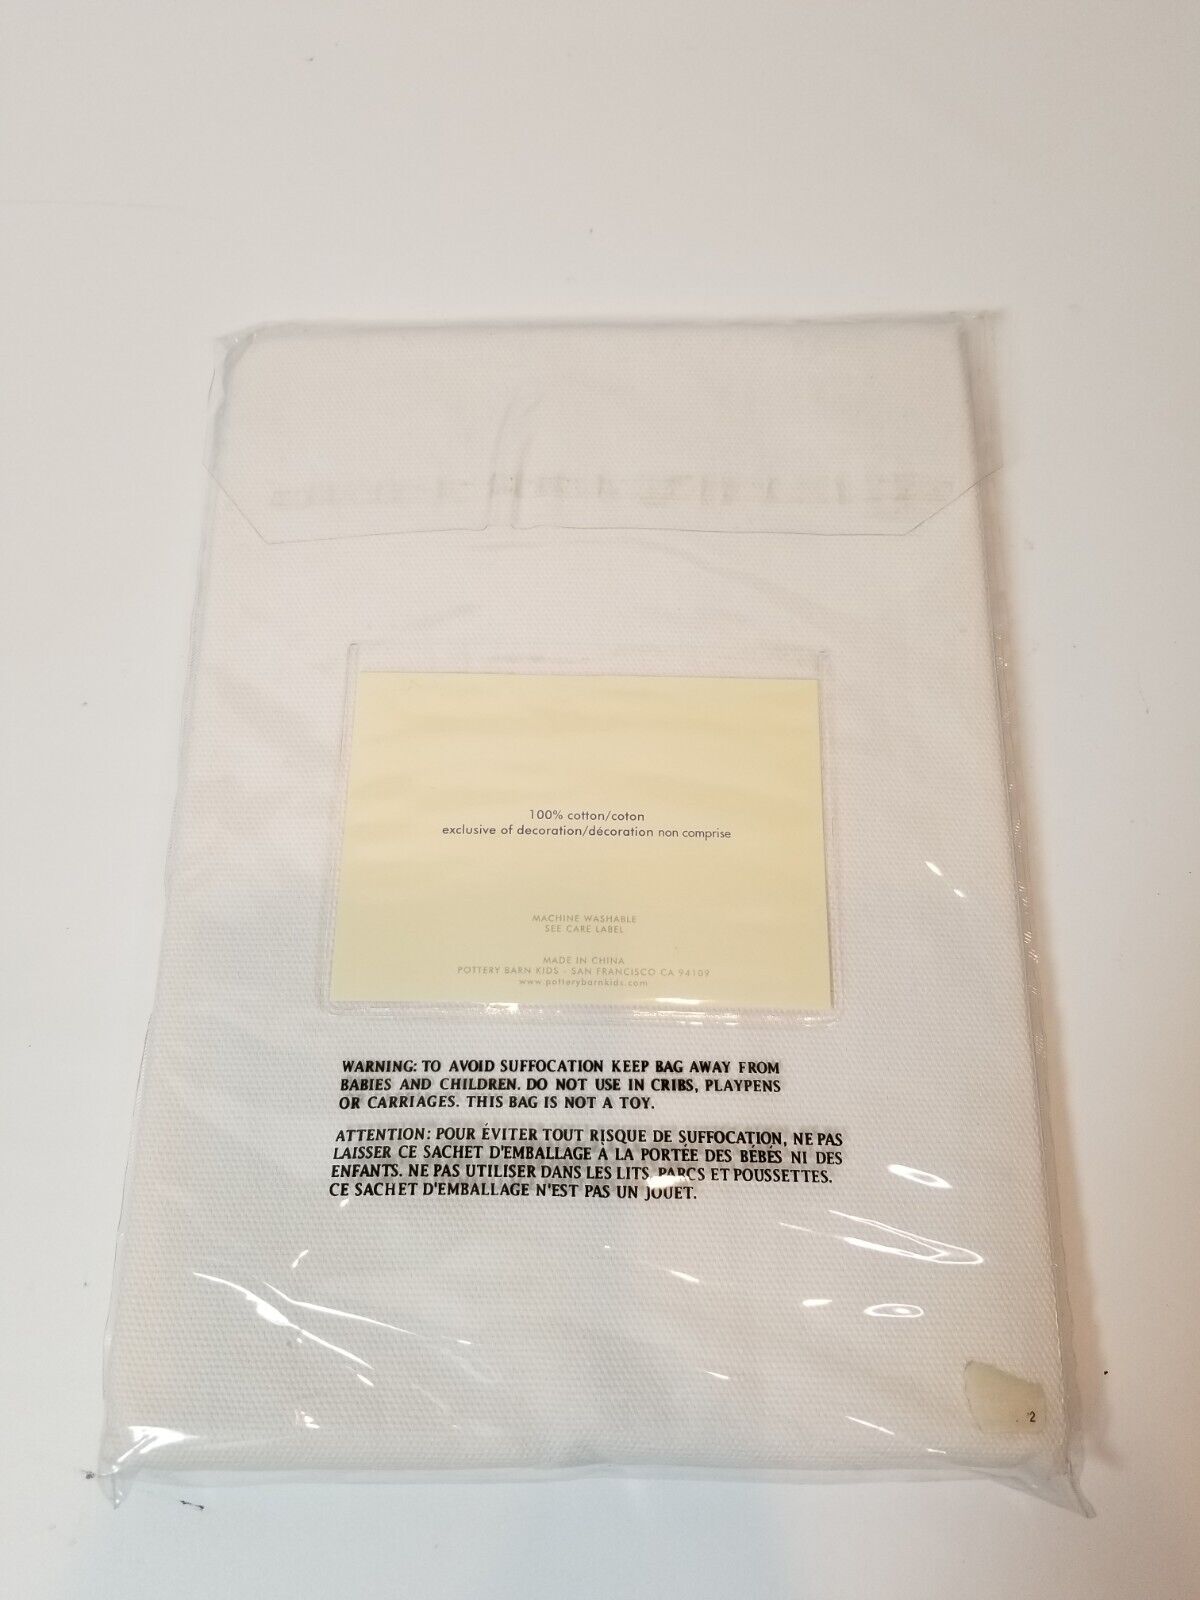 100% cotton/coton
exclusive of decoration/décoration non comprise
MACHINE WASHABLE
SEE CARE LABEL
MADE IN CHINA
POTTERY BARN KIDS - SAN FRANCISCO CA 94109
www.potterybarnkids.com
WARNING: TO AVOID SUFFOCATION KEEP BAG AWAY FROM
BABIES AND CHILDREN. DO NOT USE IN CRIBS, PLAYPENS
OR CARRIAGES. THIS BAG IS NOT A TOY.
ATTENTION: POUR ÉVITER TOUT RISQUE DE SUFFOCATION, NE PAS
LAISSER CE SACHET D'EMBALLAGE À LA PORTÉE DES BÉBÉS NI DES
ENFANTS. NE PAS UTILISER DANS LES LITS, PARCS ET POUSSETTES.
CE SACHET D'EMBALLAGE N'EST PAS UN JOUET.